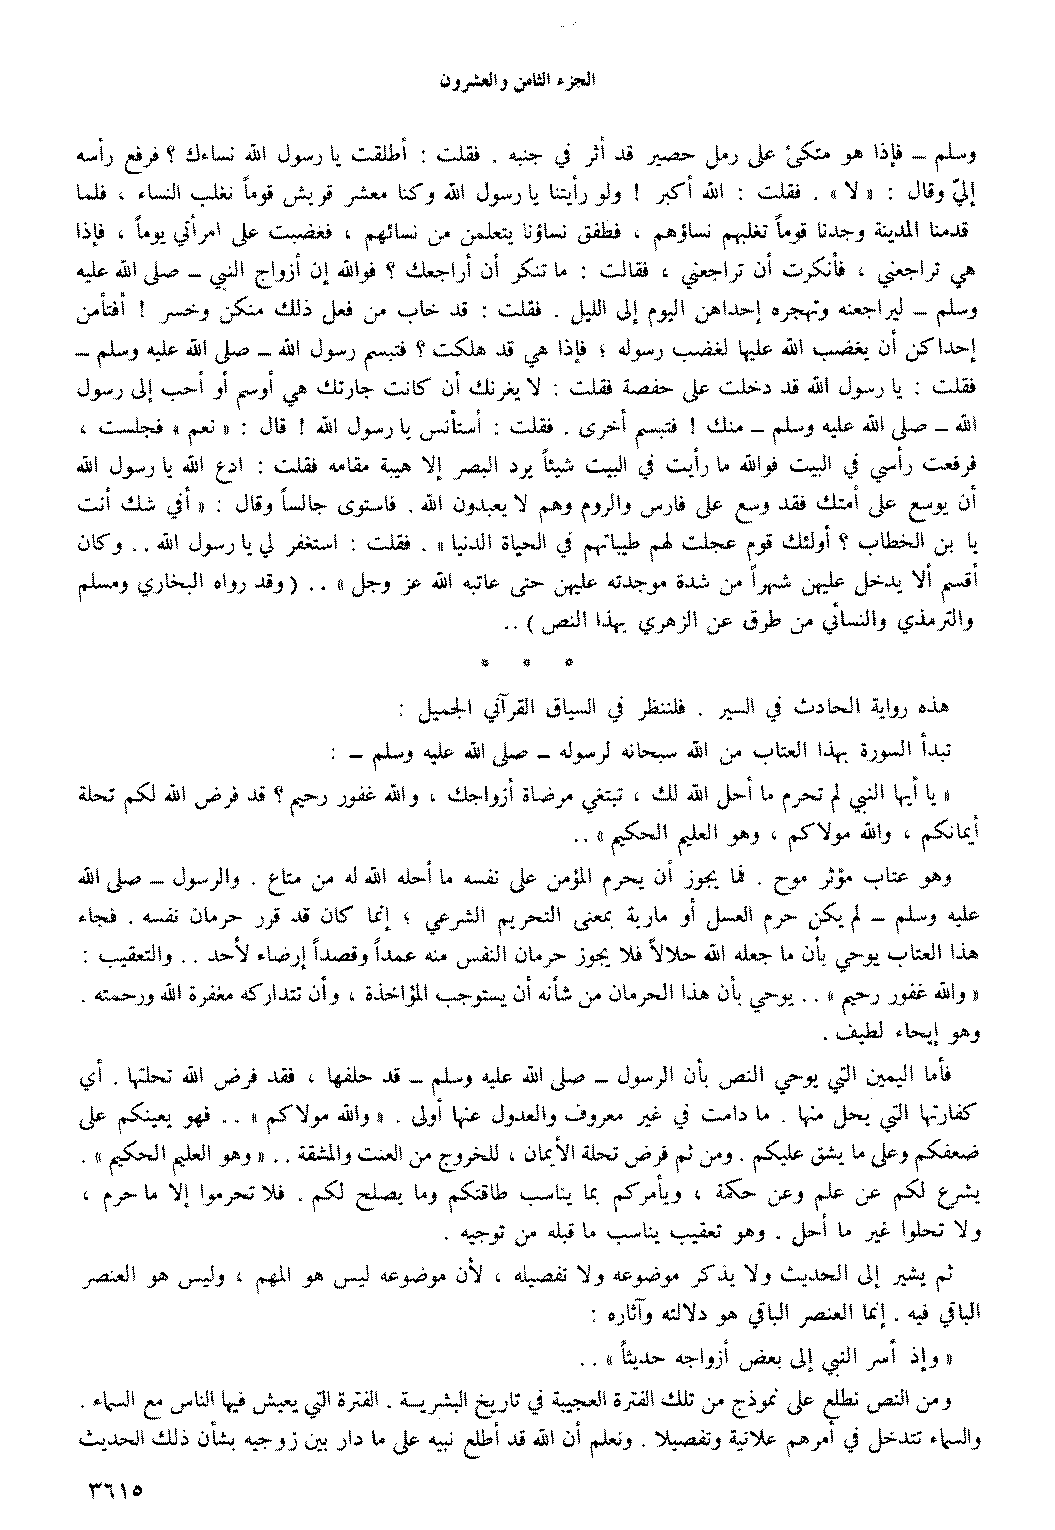 الجزء الثامن والعشرون
وسلم – فإذا هو متكئ على رمل حصير قد أثر في جنبه . فقلت : أطلقت يا رسول الله نساءك ؟ فرفع رأسه
إليّ وقال : « لا » . فقلت : الله أكبر ! ولو رأيتنا يا رسول الله وكنا معشر قريش قوماً نغلب النساء ، فلما
قدمنا المدينة وجدنا قوماً تغلبهم نساؤهم ، فطفق نساؤنا يتعلمن من نسائهم ، فغضبت على امرأتي يوماً ، فإذا
هي تراجعني ، فأنكرت أن تراجعني ، فقالت : ما تنكر أن أراجعك ؟ فوالله إن أزواج النبي – صلى الله عليه
وسلم – ليراجعنه وتهجره إحداهن اليوم إلى الليل . فقلت : قد خاب من فعل ذلك منكن وخسر ! أفتأمن
إحداكن أن يغضب الله عليها لغضب رسوله ؛ فإذا هي قد هلكت ؟ فتبسم رسول الله – صلى الله عليه وسلم –
فقلت : يا رسول الله قد دخلت على حفصة فقلت : لا يغرنك أن كانت جارتك هي أوسم أو أحب إلى رسول
الله – صلى الله عليه وسلم – منك ! فتبسم أخرى . فقلت : أستأنس يا رسول الله ! قال : « نعم » فجلست ،
فرفعت رأسي في البيت فوالله ما رأيت في البيت شيئاً يرد البصر إلا هيبة مقامه فقلت : ادع الله يا رسول الله
أن يوسع على أمتك فقد وسع على فارس والروم وهم لا يعبدون الله . فاستوى جالساً وقال : « أفي شك أنت
يا بن الخطاب ؟ أولئك قوم عجلت لهم طيباتهم في الحياة الدنيا » . فقلت : استغفر لي يا رسول الله .. وكان
أقسم ألا يدخل عليهن شهراً من شدة موجدته عليهن حتى عاتبه الله عز وجل » .. ( وقد رواه البخاري ومسلم
والترمذي والنسائي من طرق عن الزهري بهذا النص ) ..
* * *
هذه رواية الحادث في السير . فلننظر في السياق القرآني الجميل :
تبدأ السورة بهذا العتاب من الله سبحانه لرسوله – صلى الله عليه وسلم – :
« يا أيها النبي لم تحرم ما أحل الله لك ، تبتغي مرضاة أزواجك ، والله غفور رحيم ؟ قد فرض الله لكم تحلة
أيمانكم ، والله مولاكم ، وهو العليم الحكيم » ..
وهو عتاب مؤثر موح . فما يجوز أن يحرم المؤمن على نفسه ما أحله الله له من متاع . والرسول – صلى الله
عليه وسلم – لم يكن حرم العسل أو مارية بمعنى التحريم الشرعي ؛ إنما كان قد قرر حرمان نفسه . فجاء
هذا العتاب يوحي بأن ما جعله الله حلالاً فلا يجوز حرمان النفس منه عمداً وقصداً إرضاء لأحد .. والتعقيب :
« والله غفور رحيم » .. يوحي بأن هذا الحرمان من شأنه أن يستوجب المؤاخذة ، وأن تتداركه مغفرة الله ورحمته .
وهو إيحاء لطيف .
فأما اليمين التي يوحي النص بأن الرسول – صلى الله عليه وسلم – قد حلفها ، فقد فرض الله تحلتها . أي
كفارتها التي يحل منها . ما دامت في غير معروف والعدول عنها أولى . « والله مولاكم » .. فهو يعينكم على
ضعفكم وعلى ما يشق عليكم . ومن ثم فرض تحلة الأيمان ، للخروج من العنت والمشقة .. « وهو العليم الحكيم » .
يشرع لكم عن علم وعن حكمة ، ويأمركم بما يناسب طاقتكم وما يصلح لكم . فلا تحرموا إلا ما حرم ،
ولا تحلوا غير ما أحل . وهو تعقيب يناسب ما قبله من توجيه .
ثم يشير إلى الحديث ولا يذكر موضوعه ولا تفصيله ، لأن موضوعه ليس هو المهم ، وليس هو العنصر
الباقي فيه . إنما العنصر الباقي هو دلالته وآثاره :
« وإذ أسر النبي إلى بعض أزواجه حديثاً » ..
ومن النص نطلع على نموذج من تلك الفترة العجيبة في تاريخ البشرية . الفترة التي يعيش فيها الناس مع السماء .
والسماء تتدخل في أمرهم علانية وتفصيلا . ونعلم أن الله قد أطلع نبيه على ما دار بين زوجيه بشأن ذلك الحديث
٣٦١٥